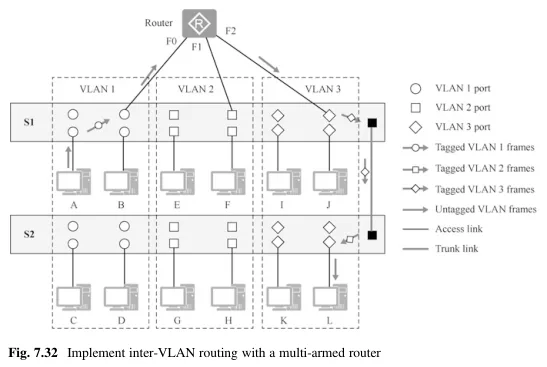 Router
R
F0
F1
F2
VLAN 1
VLAN 2
VLAN 3
S1
A
B
E
F
I
J
S2
C
D
G
H
K
L
VLAN 1 port
VLAN 2 port
VLAN 3 port
Tagged VLAN 1 frames
Tagged VLAN 2 frames
Tagged VLAN 3 frames
Untagged VLAN frames
Access link
Trunk link
Fig. 7.32 Implement inter-VLAN routing with a multi-armed router